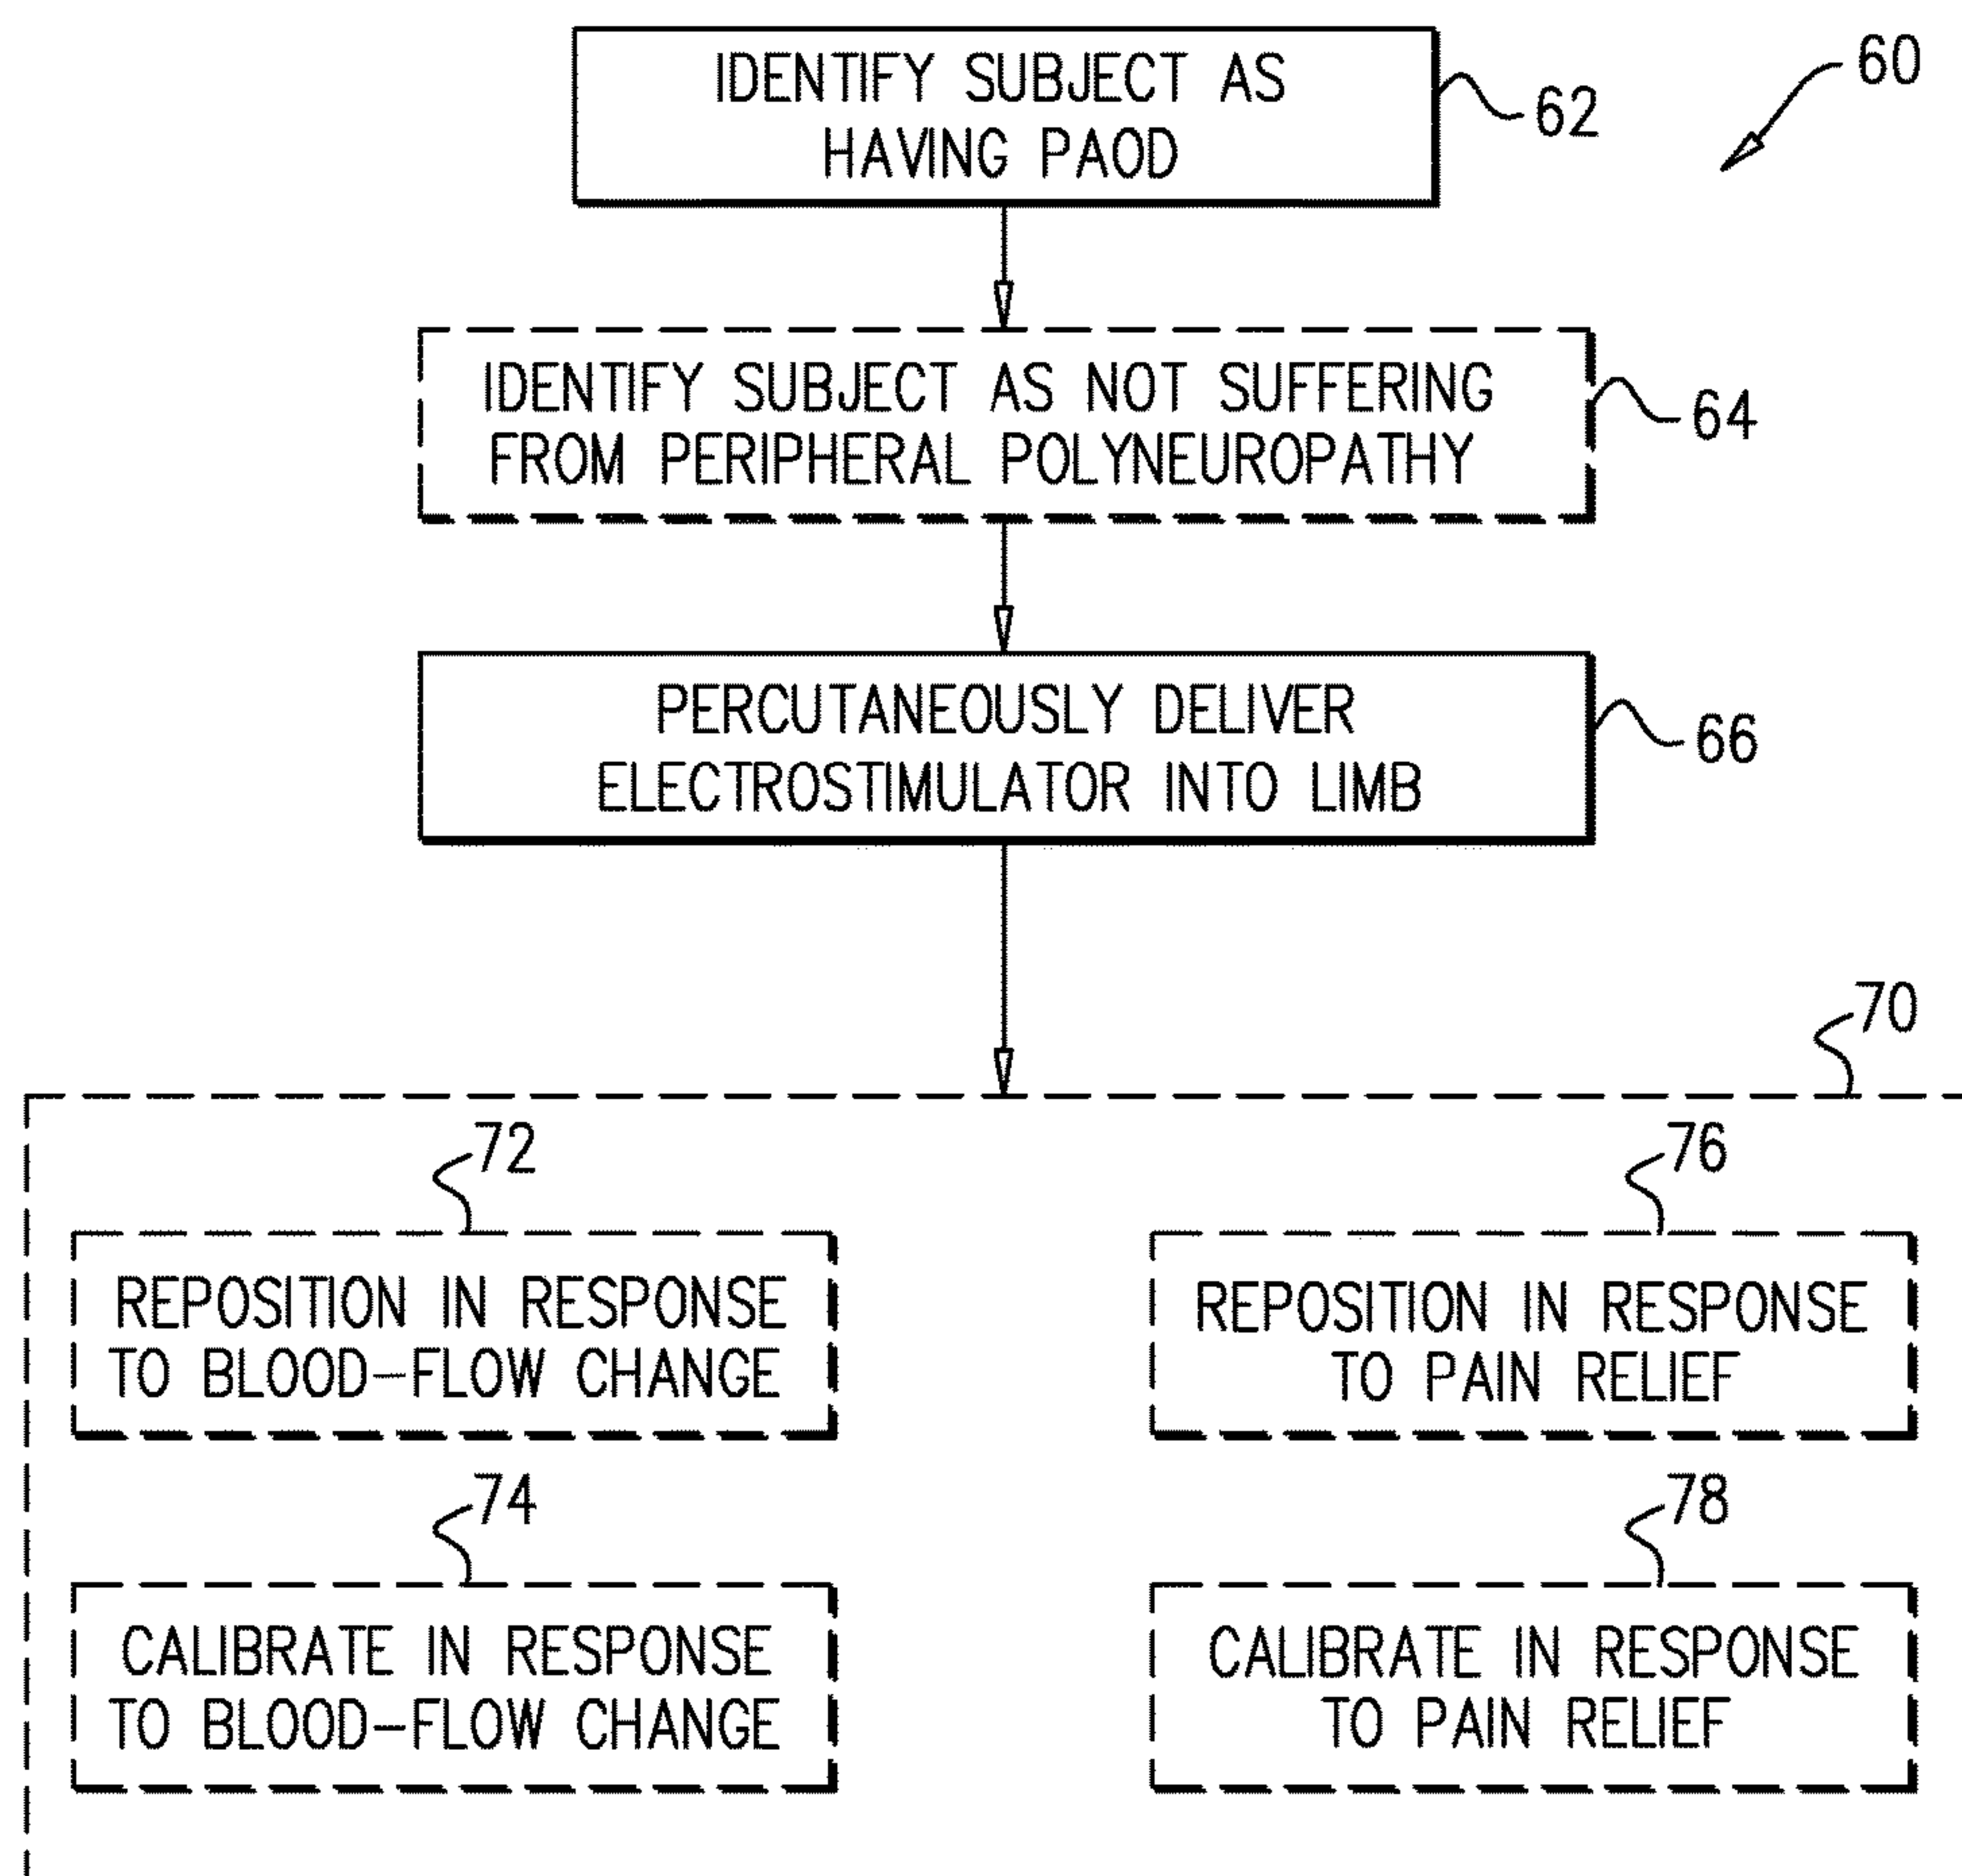 IDENTIFY SUBJECT AS
HAVING PAOD
62
60
IDENTIFY SUBJECT AS NOT SUFFERING
FROM PERIPHERAL POLYNEUROPATHY
64
PERCUTANEOUSLY DELIVER
ELECTROSTIMULATOR INTO LIMB
66
70
72
REPOSITION IN RESPONSE
TO BLOOD-FLOW CHANGE
76
REPOSITION IN RESPONSE
TO PAIN RELIEF
74
CALIBRATE IN RESPONSE
TO BLOOD-FLOW CHANGE
78
CALIBRATE IN RESPONSE
TO PAIN RELIEF